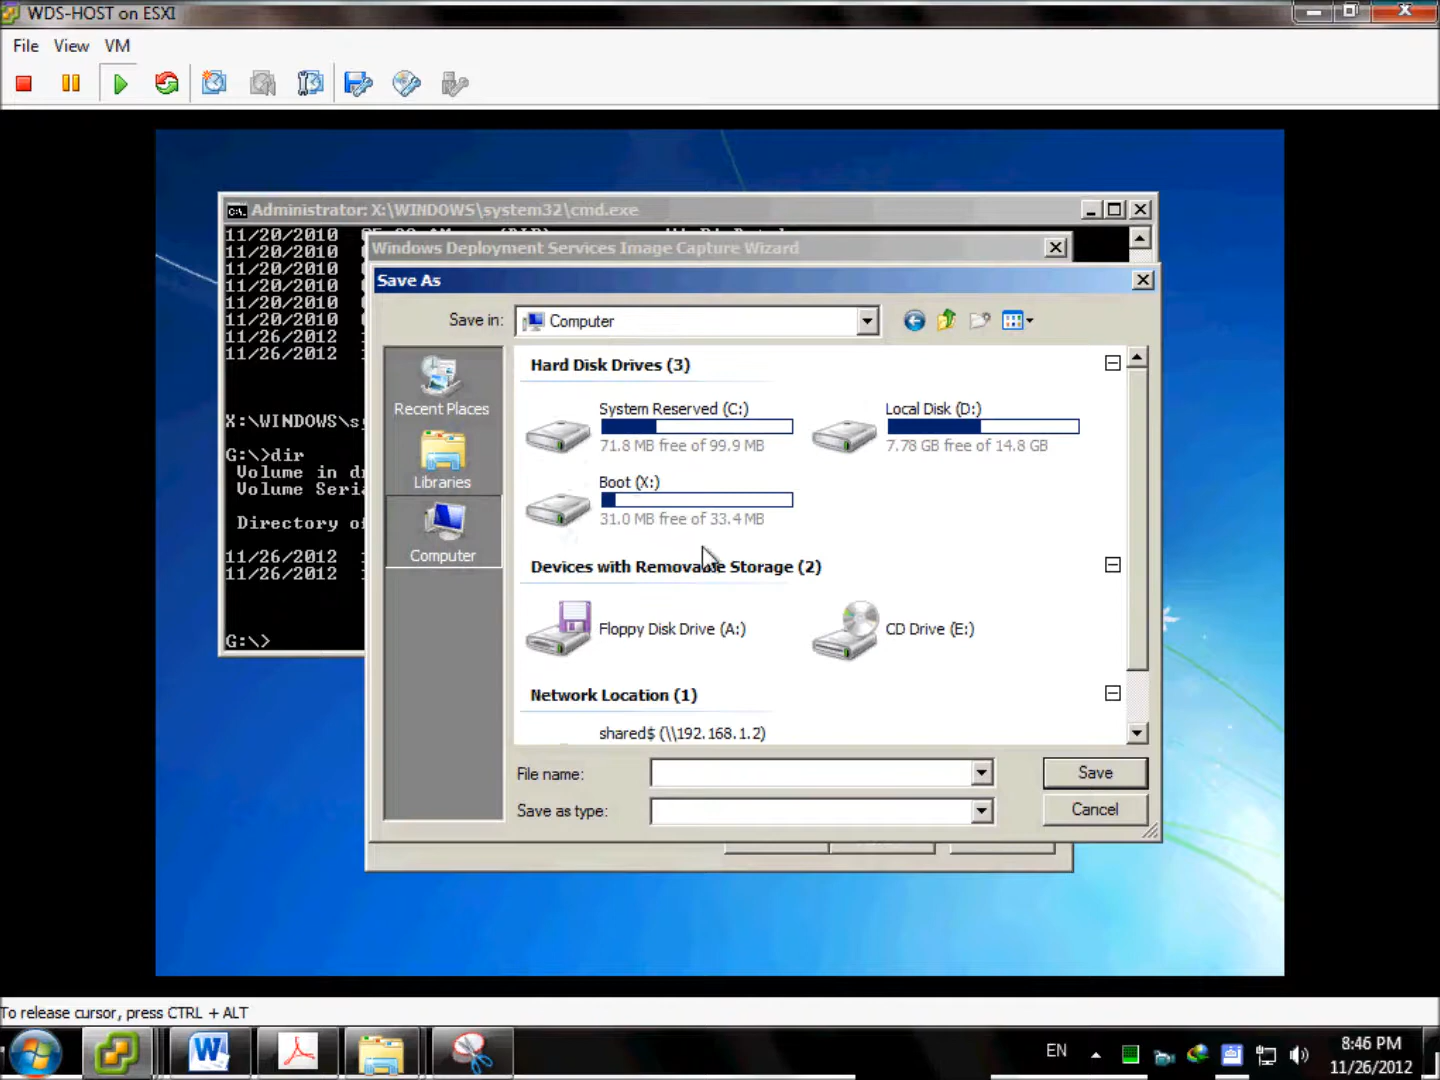 WDS-HOST on ESXI
File View VM
Administrator: X:\WINDOWS\system32\cmd.exe
11/20/2010
11/20/2010
11/20/2010
11/20/2010
11/20/2010
11/20/2010
11/26/2012
11/26/2012
X:\WINDOWS\s
G:\>dir
Volume in d
Volume Seri
Directory o
11/26/2012
11/26/2012
G:\>
Windows Deployment Services Image Capture Wizard
Save As
Save in: Computer
Recent Places
Libraries
Computer
Hard Disk Drives (3)
System Reserved (C:)
71.8 MB free of 99.9 MB
Local Disk (D:)
7.78 GB free of 14.8 GB
Boot (X:)
31.0 MB free of 33.4 MB
Devices with Removable Storage (2)
Floppy Disk Drive (A:)
CD Drive (E:)
Network Location (1)
shared$ (\\192.168.1.2)
File name:
Save
Save as type:
Cancel
To release cursor, press CTRL + ALT
EN
8:46 PM
11/26/2012